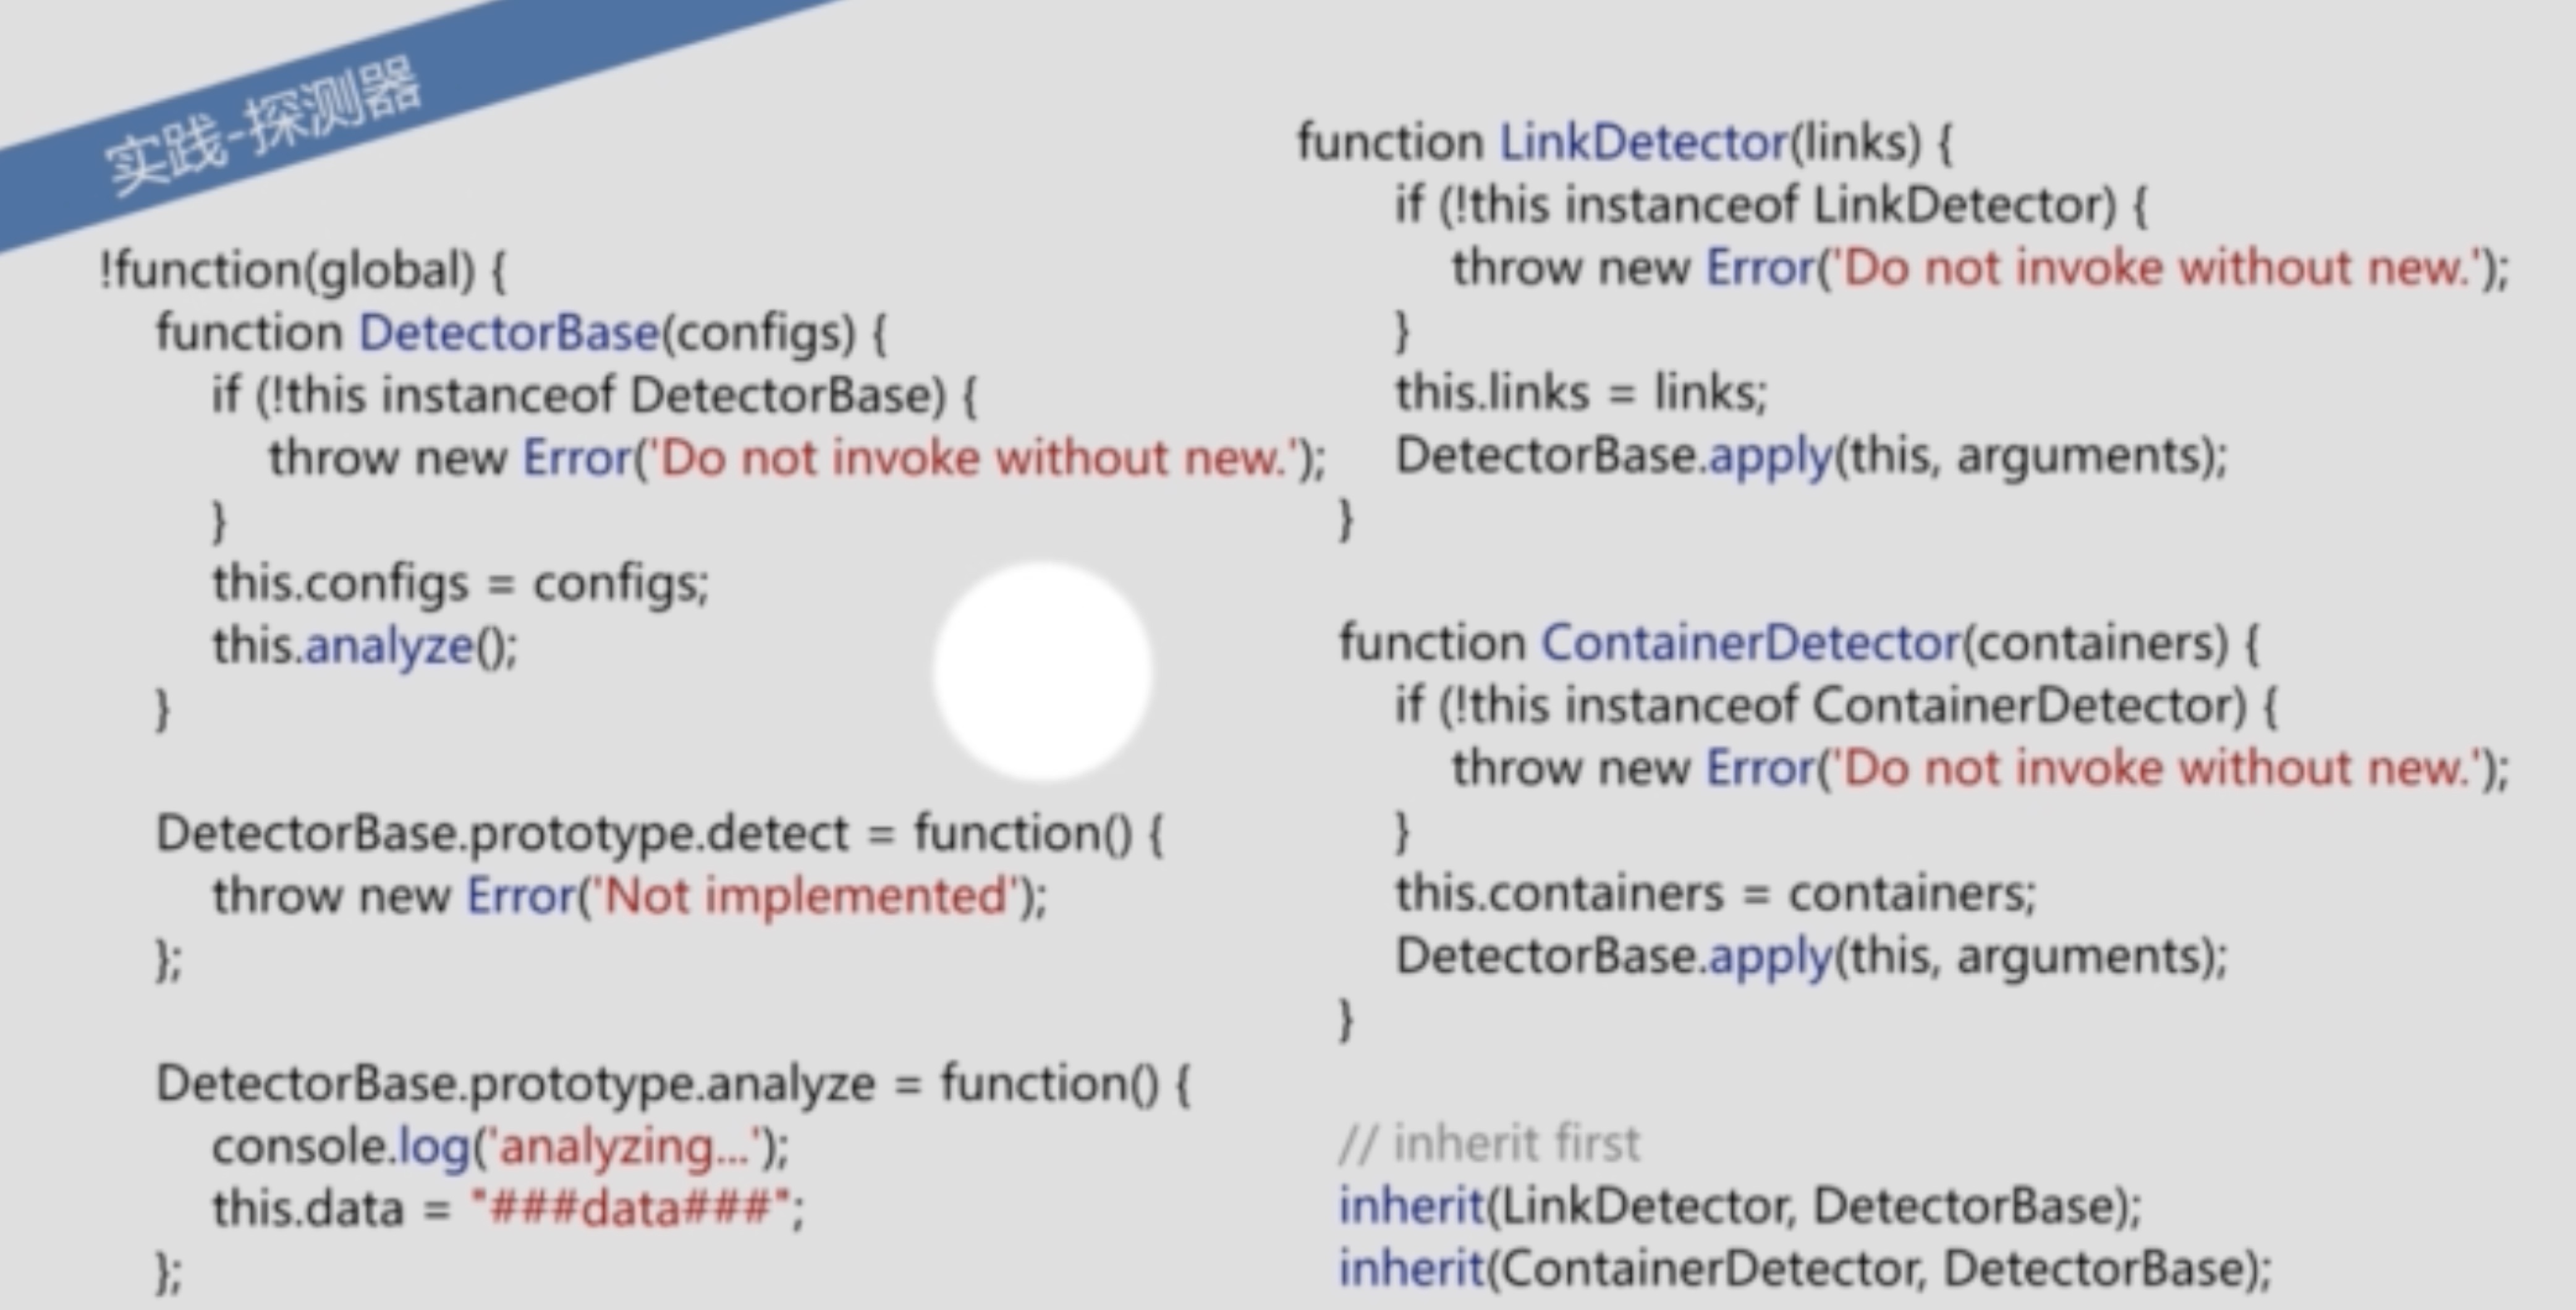 实践-探测器
!function(global) {
function DetectorBase(configs) {
if (!this instanceof DetectorBase) {
throw new Error('Do not invoke without new.');
}
this.configs = configs;
this.analyze();
}
DetectorBase.prototype.detect = function() {
throw new Error('Not implemented');
};
DetectorBase.prototype.analyze = function() {
console.log('analyzing...');
this.data = "###data###";
};
function LinkDetector(links) {
if (!this instanceof LinkDetector) {
throw new Error('Do not invoke without new.');
}
this.links = links;
DetectorBase.apply(this, arguments);
}
function ContainerDetector(containers) {
if (!this instanceof ContainerDetector) {
throw new Error('Do not invoke without new.');
}
this.containers = containers;
DetectorBase.apply(this, arguments);
}
// inherit first
inherit(LinkDetector, DetectorBase);
inherit(ContainerDetector, DetectorBase);